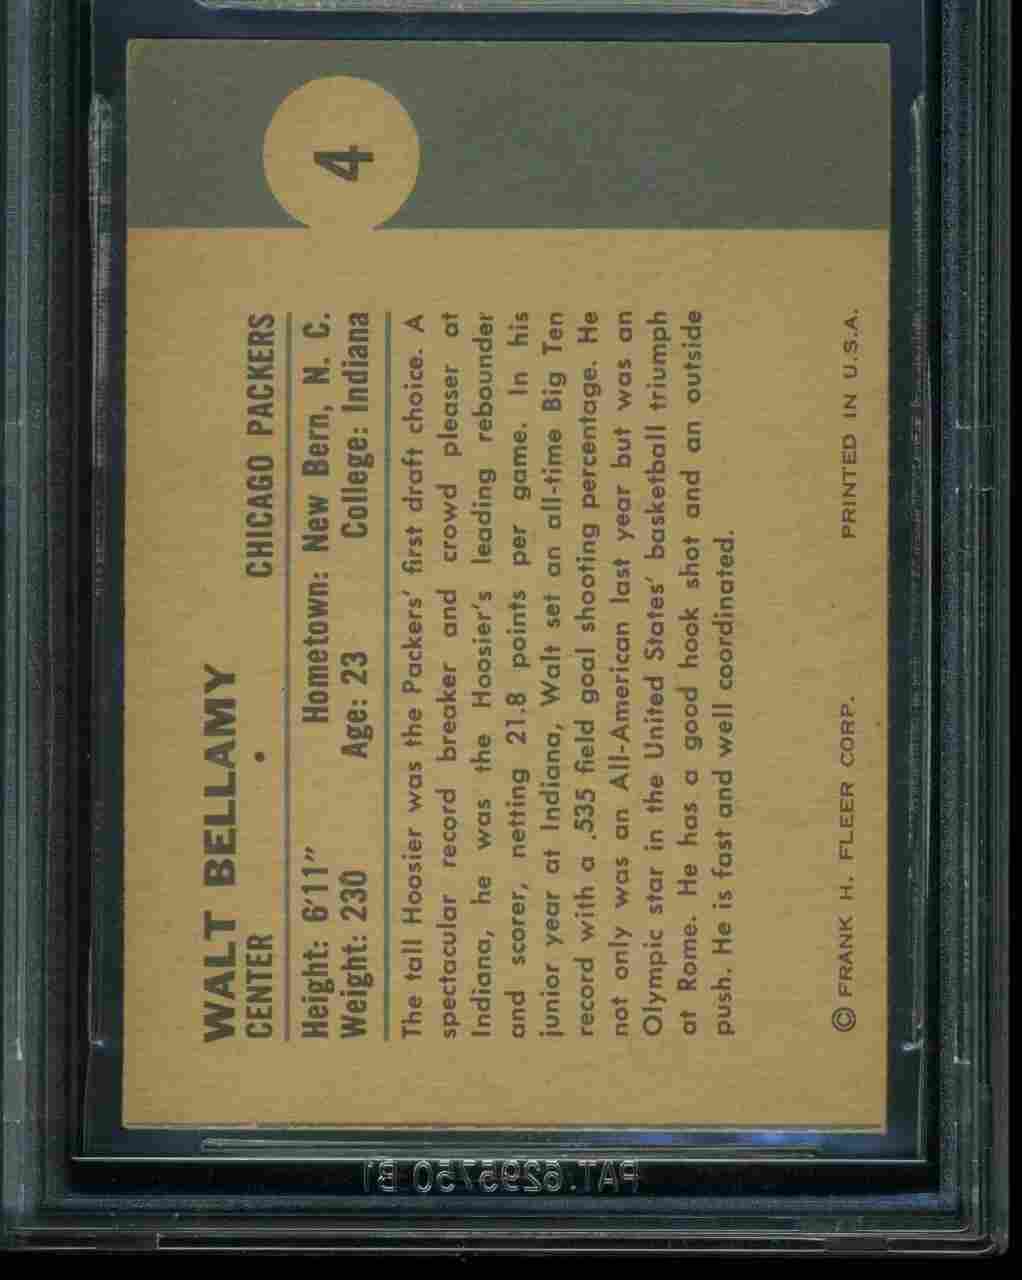 4
WALT BELLAMY
CENTER • CHICAGO PACKERS
Height: 6'11" Hometown: New Bern, N. C.
Weight: 230 Age: 23 College: Indiana
The tall Hoosier was the Packers' first draft choice. A
spectacular record breaker and crowd pleaser at
Indiana, he was the Hoosier's leading rebounder
and scorer, netting 21.8 points per game. In his
junior year at Indiana, Walt set an all-time Big Ten
record with a .535 field goal shooting percentage. He
not only was an All-American last year but was an
Olympic star in the United States' basketball triumph
at Rome. He has a good hook shot and an outside
push. He is fast and well coordinated.
© FRANK H. FLEER CORP. PRINTED IN U.S.A.
PAT.6295750 B1